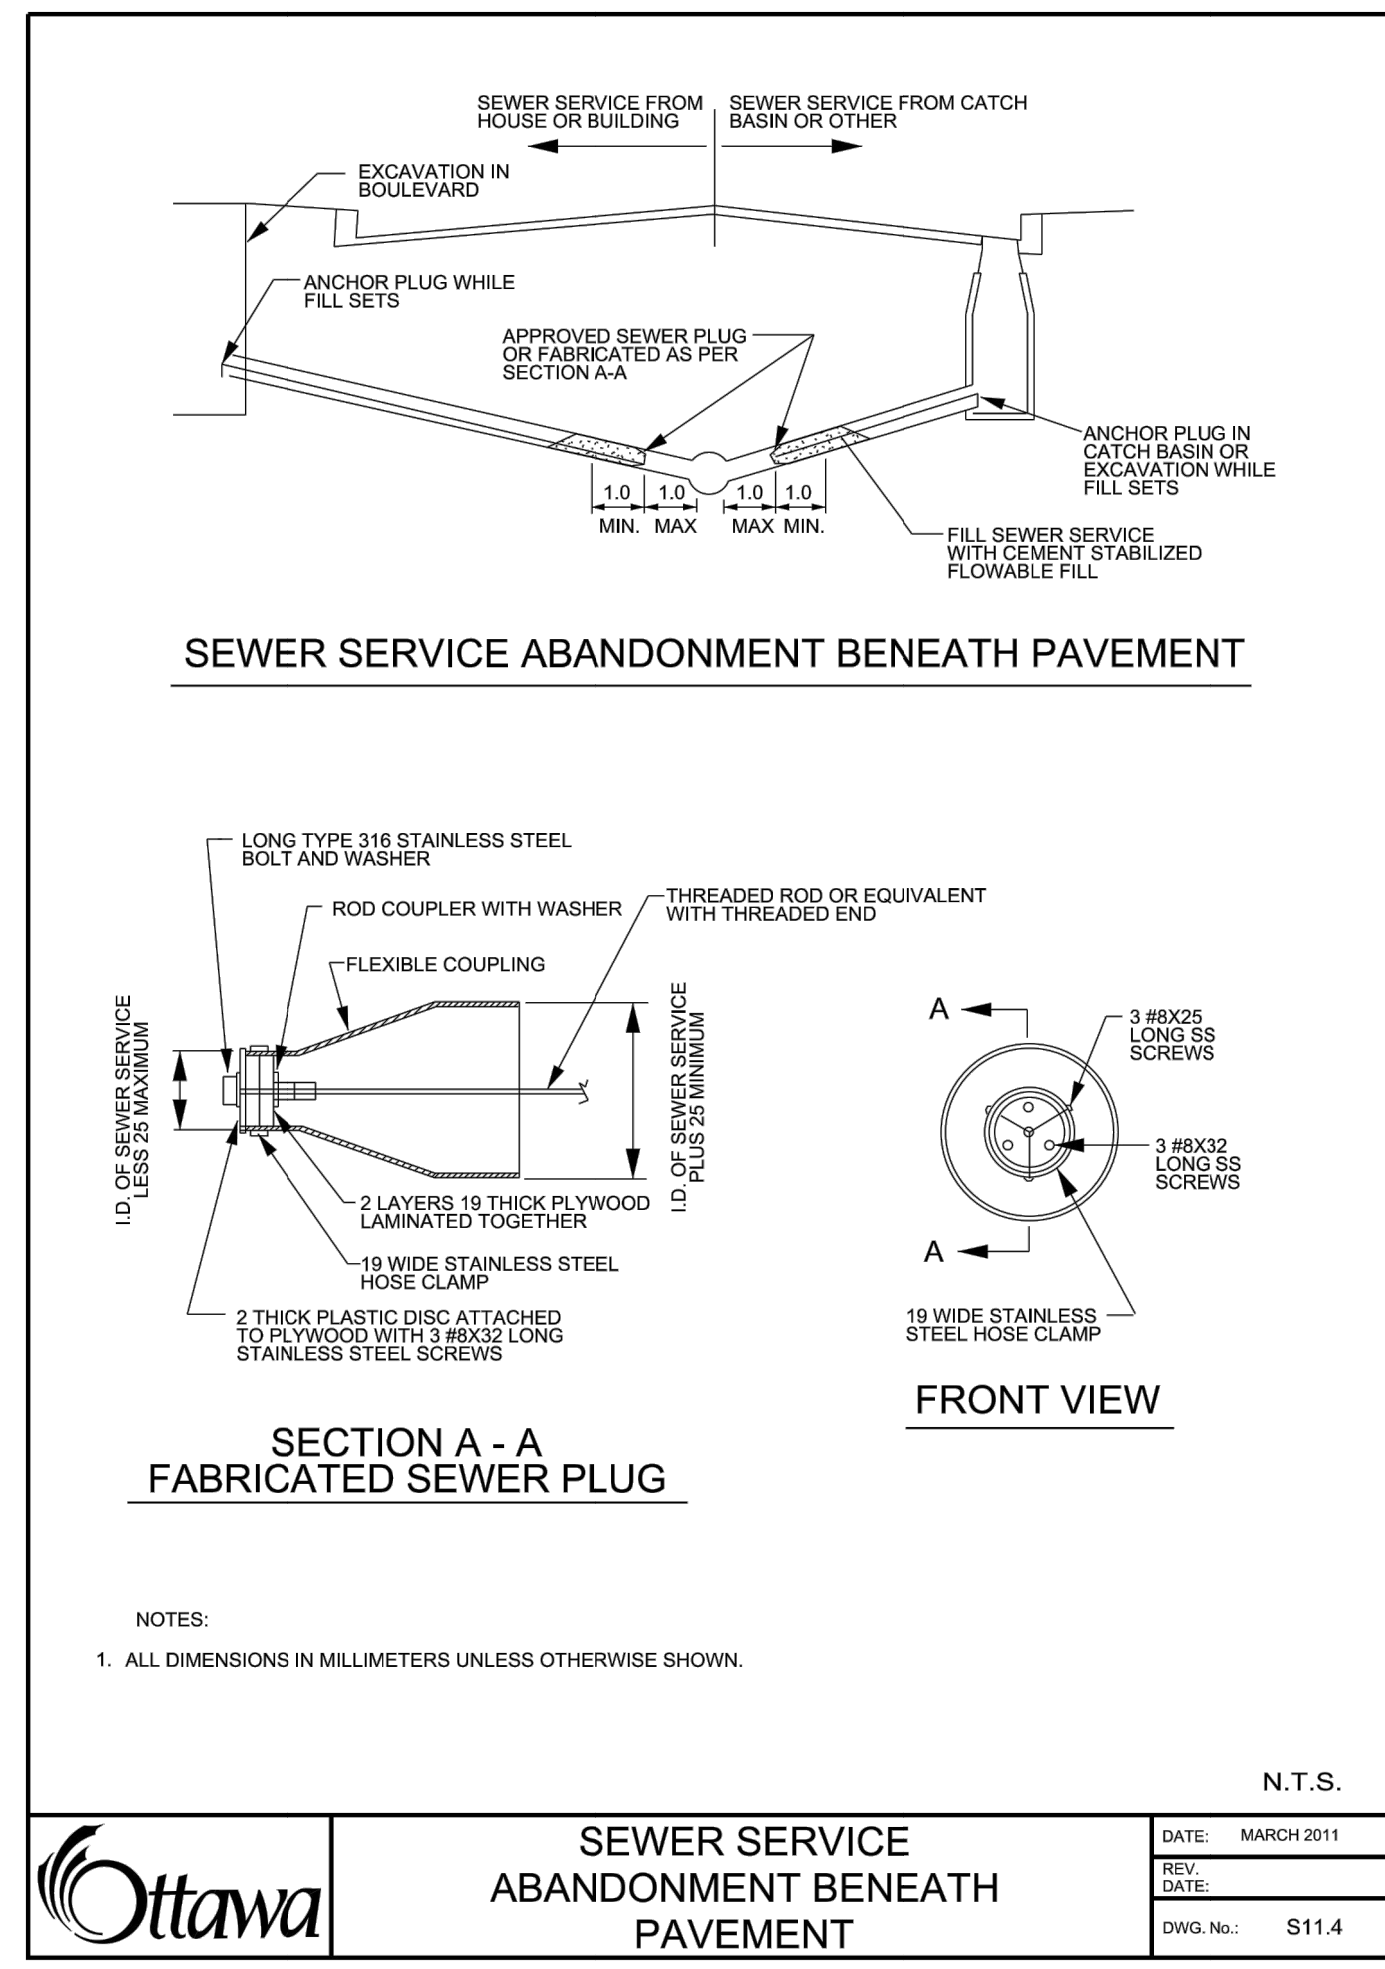 SEWER SERVICE FROM
HOUSE OR BUILDING
SEWER SERVICE FROM CATCH
BASIN OR OTHER
EXCAVATION IN
BOULEVARD
ANCHOR PLUG WHILE
FILL SETS
APPROVED SEWER PLUG
OR FABRICATED AS PER
SECTION A-A
ANCHOR PLUG IN
CATCH BASIN OR
EXCAVATION WHILE
FILL SETS
1.0
1.0
1.0
1.0
MIN.
MAX
MAX
MIN.
FILL SEWER SERVICE
WITH CEMENT STABILIZED
FLOWABLE FILL
SEWER SERVICE ABANDONMENT BENEATH PAVEMENT
LONG TYPE 316 STAINLESS STEEL
BOLT AND WASHER
ROD COUPLER WITH WASHER
THREADED ROD OR EQUIVALENT
WITH THREADED END
FLEXIBLE COUPLING
I.D. OF SEWER SERVICE
LESS 25 MAXIMUM
I.D. OF SEWER SERVICE
PLUS 25 MINIMUM
2 LAYERS 19 THICK PLYWOOD
LAMINATED TOGETHER
19 WIDE STAINLESS STEEL
HOSE CLAMP
2 THICK PLASTIC DISC ATTACHED
TO PLYWOOD WITH 3 #8X32 LONG
STAINLESS STEEL SCREWS
SECTION A - A
FABRICATED SEWER PLUG
A
3 #8X25
LONG SS
SCREWS
3 #8X32
LONG SS
SCREWS
A
19 WIDE STAINLESS
STEEL HOSE CLAMP
FRONT VIEW
NOTES:
1. ALL DIMENSIONS IN MILLIMETERS UNLESS OTHERWISE SHOWN.
N.T.S.
Ottawa
SEWER SERVICE
ABANDONMENT BENEATH
PAVEMENT
DATE: MARCH 2011
REV.
DATE:
DWG. No.: S11.4